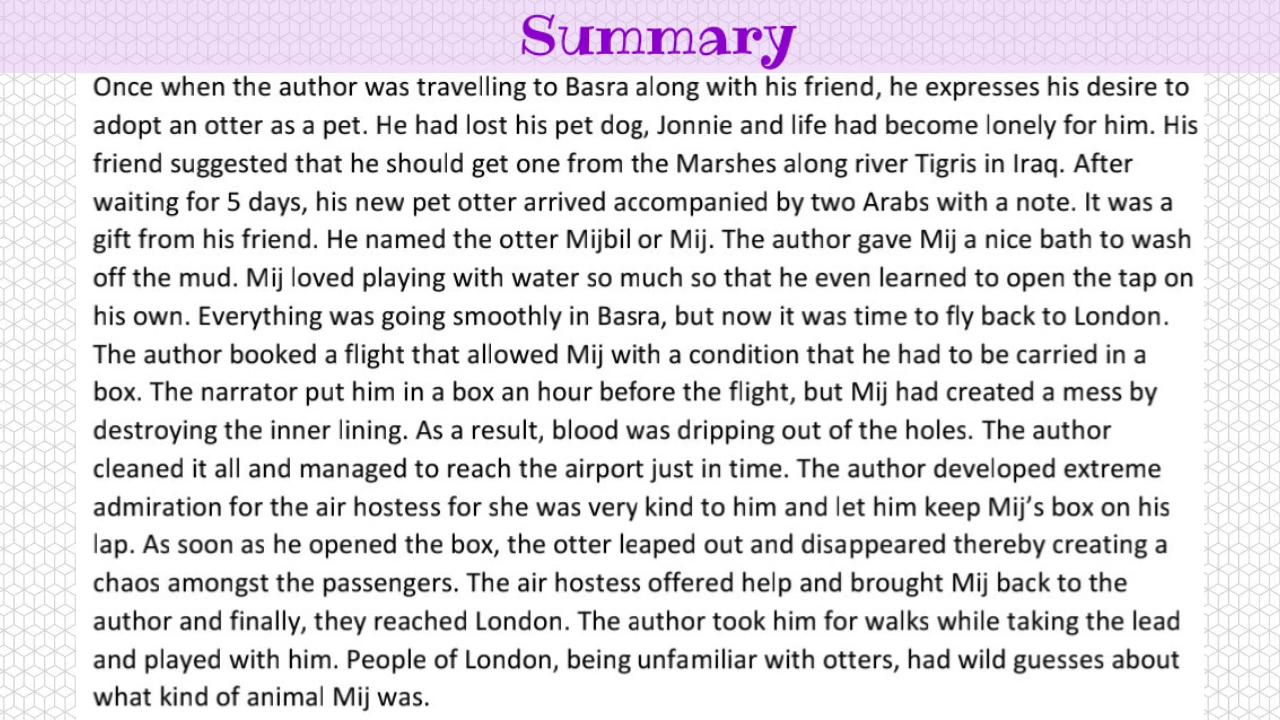 Summary
Once when the author was travelling to Basra along with his friend, he expresses his desire to
adopt an otter as a pet. He had lost his pet dog, Jonnie and life had become lonely for him. His
friend suggested that he should get one from the Marshes along river Tigris in Iraq. After
waiting for 5 days, his new pet otter arrived accompanied by two Arabs with a note. It was a
gift from his friend. He named the otter Mijbil or Mij. The author gave Mij a nice bath to wash
off the mud. Mij loved playing with water so much so that he even learned to open the tap on
his own. Everything was going smoothly in Basra, but now it was time to fly back to London.
The author booked a flight that allowed Mij with a condition that he had to be carried in a
box. The narrator put him in a box an hour before the flight, but Mij had created a mess by
destroying the inner lining. As a result, blood was dripping out of the holes. The author
cleaned it all and managed to reach the airport just in time. The author developed extreme
admiration for the air hostess for she was very kind to him and let him keep Mij’s box on his
lap. As soon as he opened the box, the otter leaped out and disappeared thereby creating a
chaos amongst the passengers. The air hostess offered help and brought Mij back to the
author and finally, they reached London. The author took him for walks while taking the lead
and played with him. People of London, being unfamiliar with otters, had wild guesses about
what kind of animal Mij was.